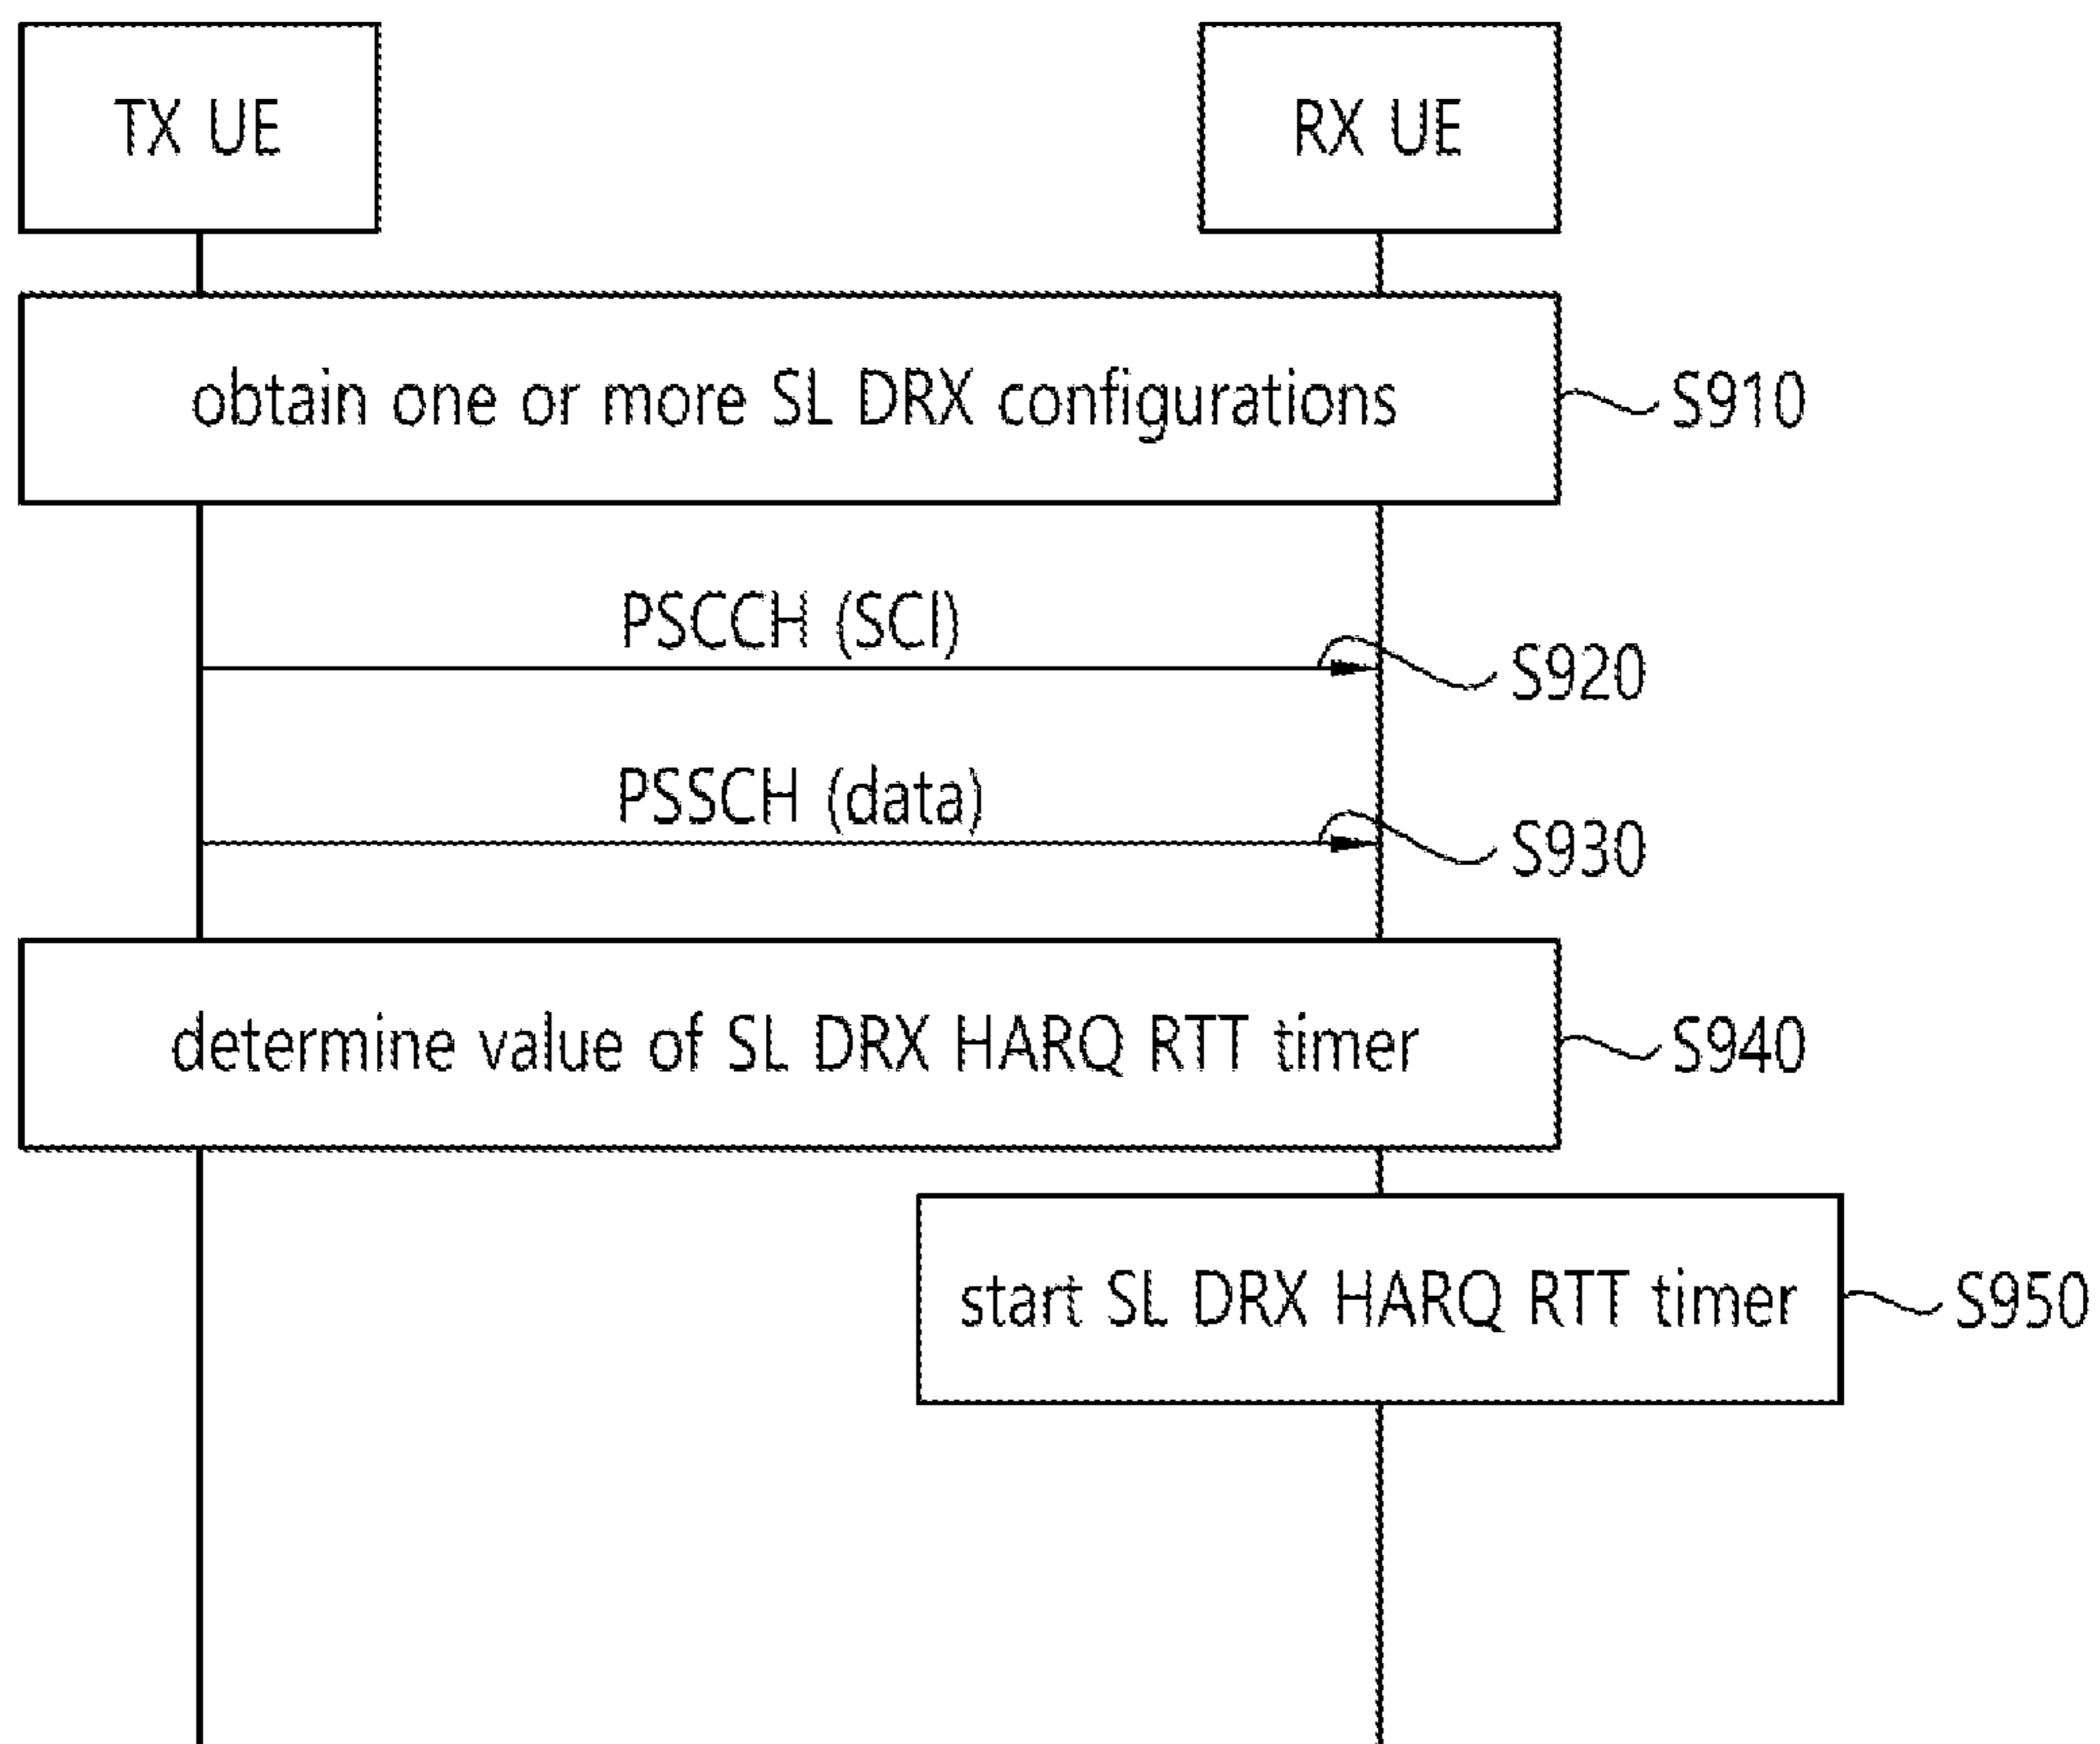 TX UE
RX UE
obtain one or more SL DRX configurations
S910
PSCCH (SCI)
S920
PSSCH (data)
S930
determine value of SL DRX HARQ RTT timer
S940
start SL DRX HARQ RTT timer
S950